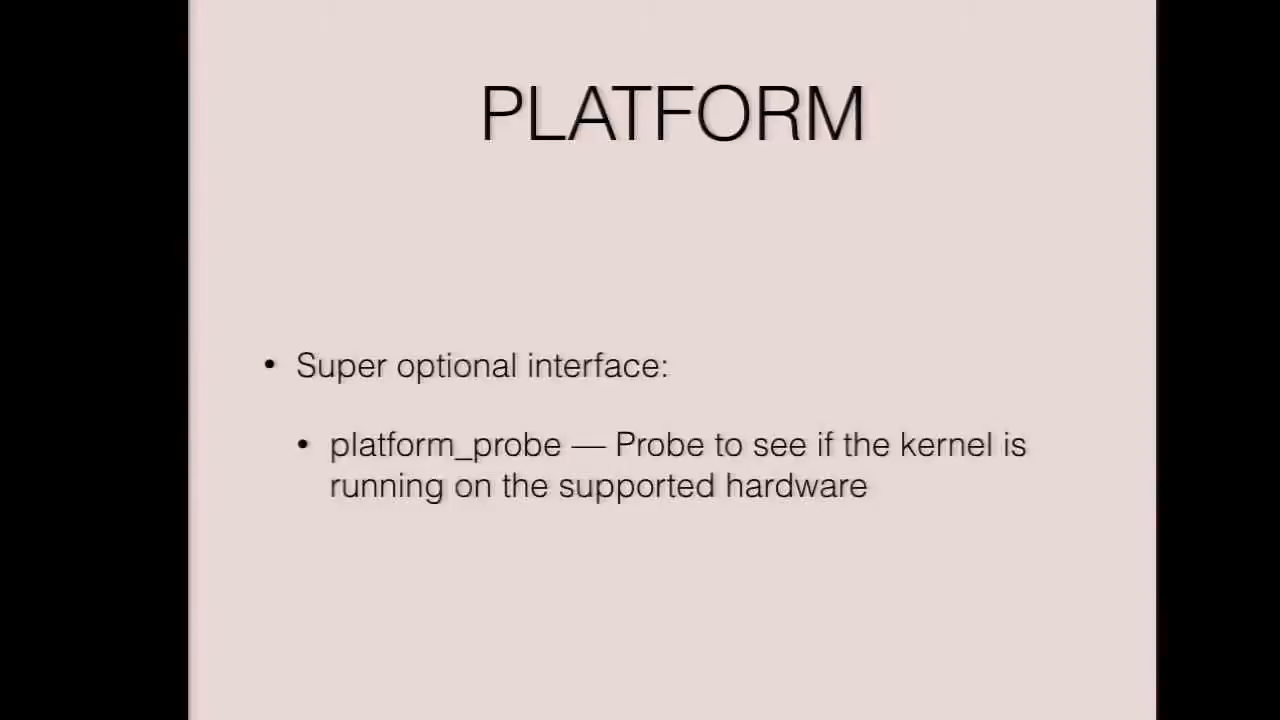 PLATFORM
• Super optional interface:
• platform_probe — Probe to see if the kernel is
running on the supported hardware